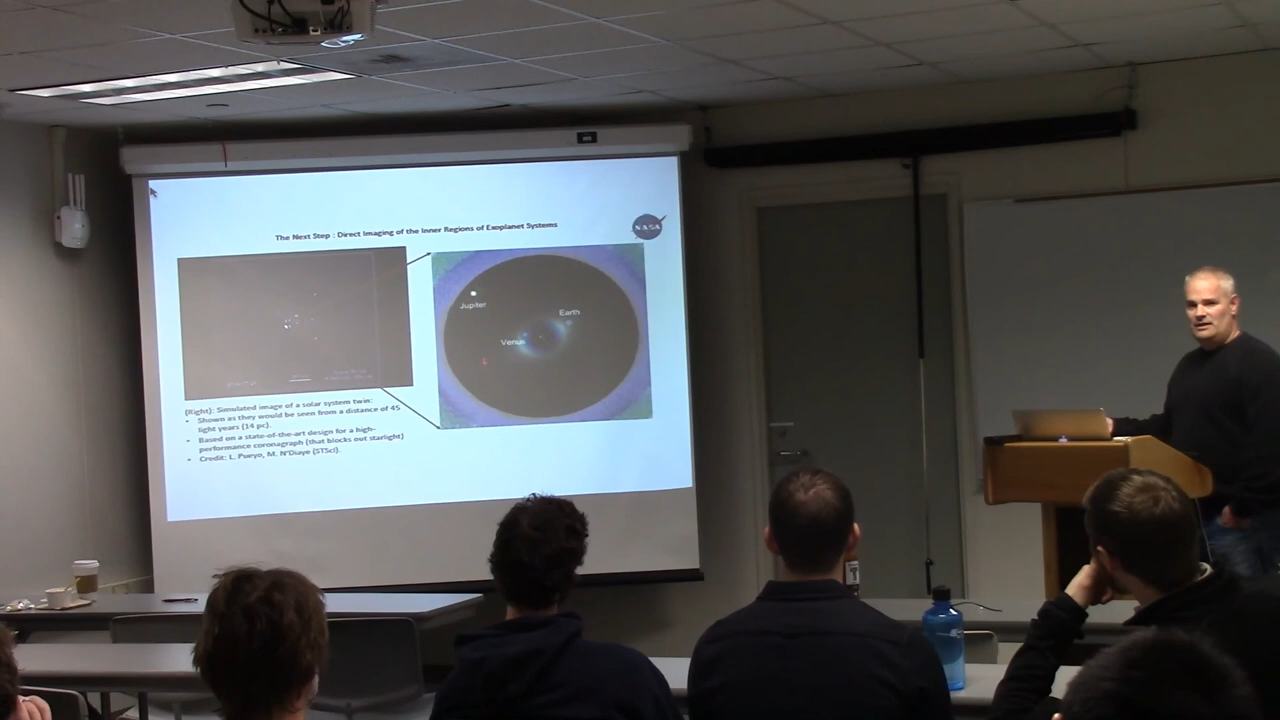 The Next Step : Direct Imaging of the Inner Regions of Exoplanet Systems
NASA
Jupiter
Earth
Venus
(Right): Simulated image of a solar system twin:
• Shown as they would be seen from a distance of 45
light years (14 pc).
• Based on a state-of-the-art design for a high-
performance coronagraph (that blocks out starlight)
• Credit: L. Pueyo, M. N'Diaye (STScI).